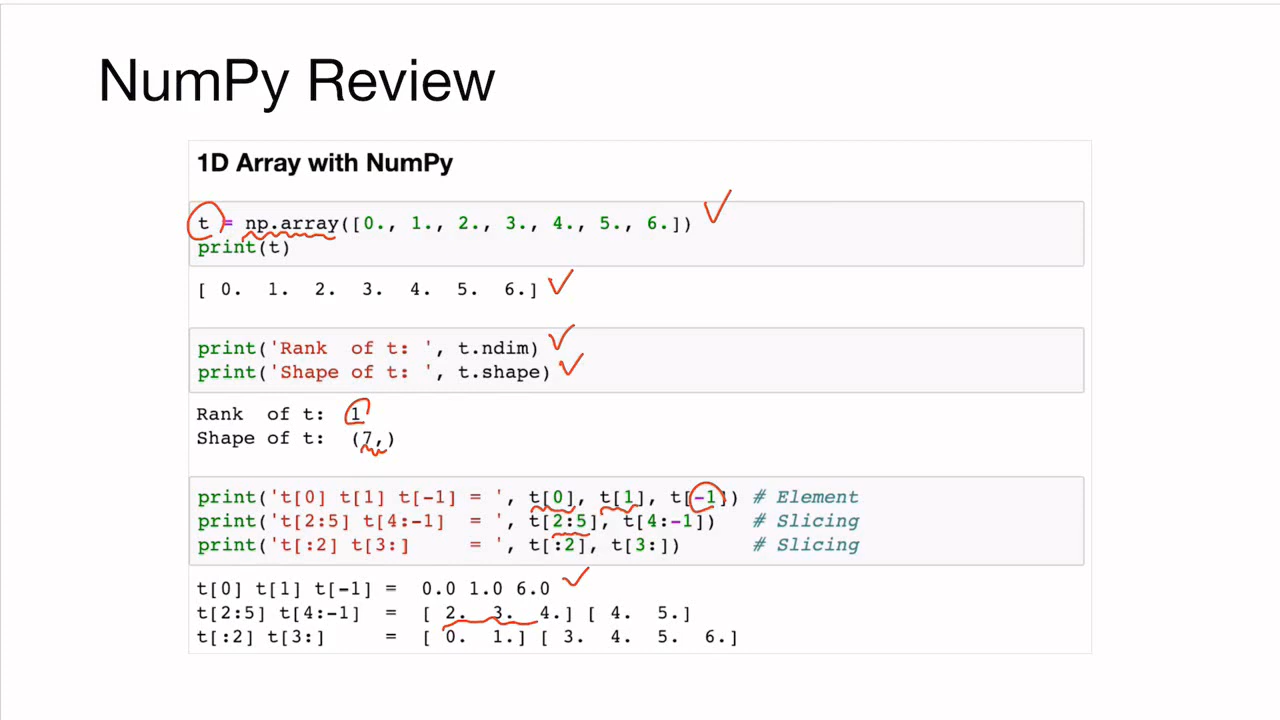 NumPy Review
1D Array with NumPy
t = np.array([0., 1., 2., 3., 4., 5., 6.])
print(t)
[ 0.  1.  2.  3.  4.  5.  6.]
print('Rank  of t: ', t.ndim)
print('Shape of t: ', t.shape)
Rank  of t:  1
Shape of t:  (7,)
print('t[0] t[1] t[-1] = ', t[0], t[1], t[-1]) # Element
print('t[2:5] t[4:-1]  = ', t[2:5], t[4:-1])   # Slicing
print('t[:2] t[3:]     = ', t[:2], t[3:])      # Slicing
t[0] t[1] t[-1] =  0.0 1.0 6.0
t[2:5] t[4:-1]  =  [ 2.  3.  4.] [ 4.  5.]
t[:2] t[3:]     =  [ 0.  1.] [ 3.  4.  5.  6.]